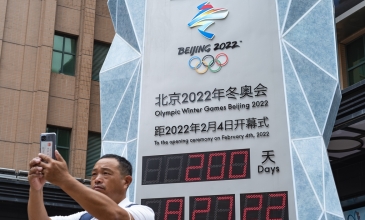 BEIJING 2022
北京2022年冬奥会
Olympic Winter Games Beijing 2022
距2022年2月4日开幕式
To the opening ceremony on February 4th, 2022
200 天
Days